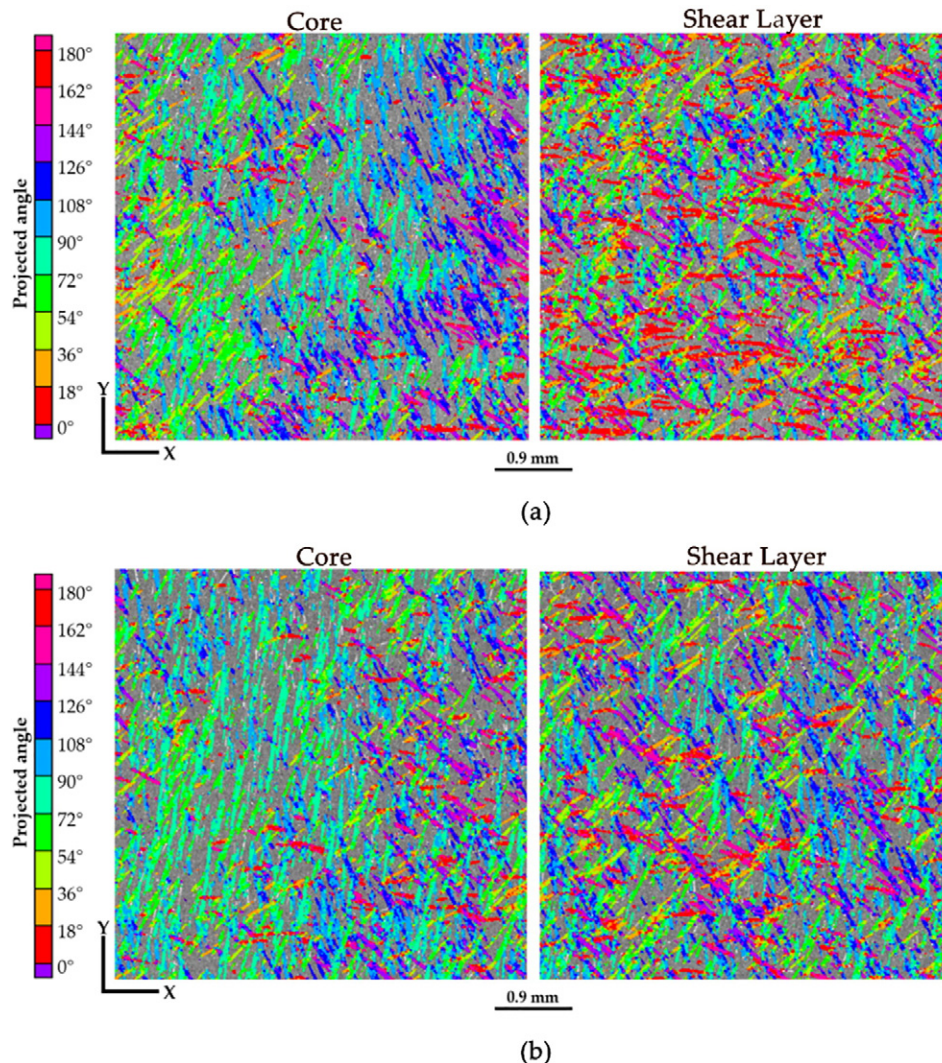 Core
Shear Layer
Projected angle
180°
162°
144°
126°
108°
90°
72°
54°
36°
18°
0°
Y
X
0.9 mm
(a)
Core
Shear Layer
Projected angle
180°
162°
144°
126°
108°
90°
72°
54°
36°
18°
0°
Y
X
0.9 mm
(b)